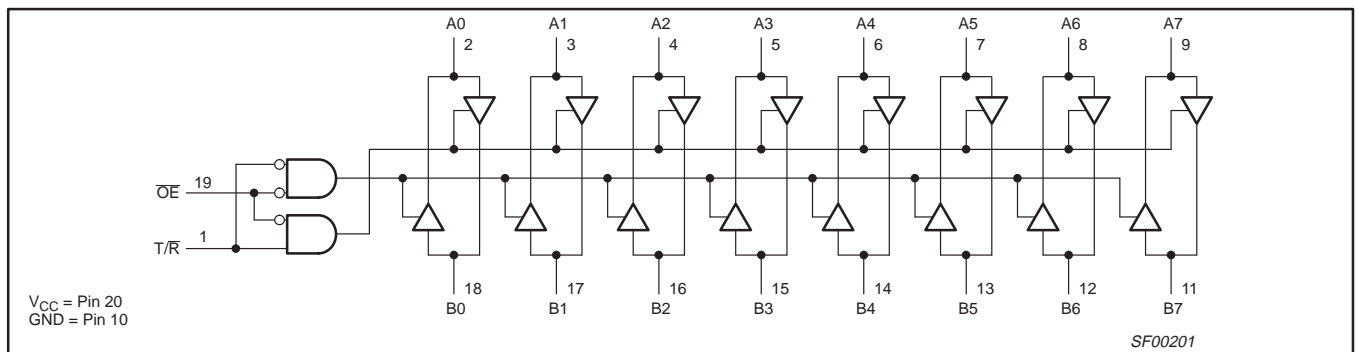 A0 A1 A2 A3 A4 A5 A6 A7
2 3 4 5 6 7 8 9
OE 19
T/R 1
18 17 16 15 14 13 12 11
B0 B1 B2 B3 B4 B5 B6 B7
VCC = Pin 20
GND = Pin 10
SF00201